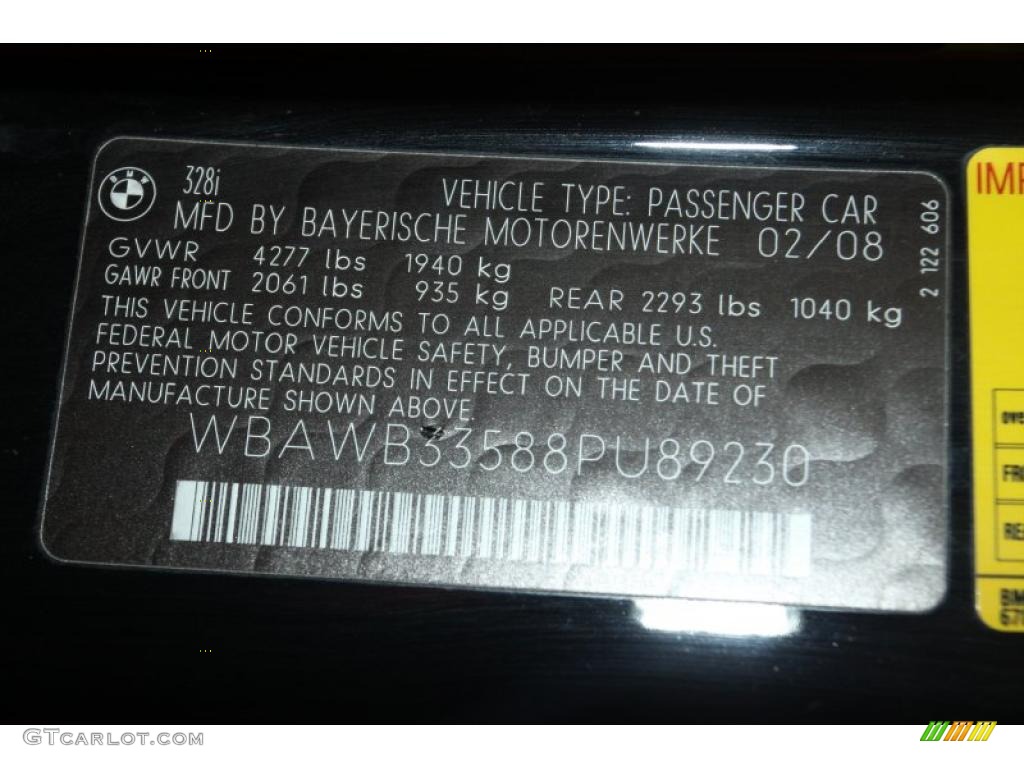 BMW
328i
VEHICLE TYPE: PASSENGER CAR
MFD BY BAYERISCHE MOTORENWERKE 02/08
GVWR 4277 lbs 1940 kg
GAWR FRONT 2061 lbs 935 kg REAR 2293 lbs 1040 kg
THIS VEHICLE CONFORMS TO ALL APPLICABLE U.S.
FEDERAL MOTOR VEHICLE SAFETY, BUMPER AND THEFT
PREVENTION STANDARDS IN EFFECT ON THE DATE OF
MANUFACTURE SHOWN ABOVE.
WBAWB33588PU89230
2 122 606
GTCARLOT.COM